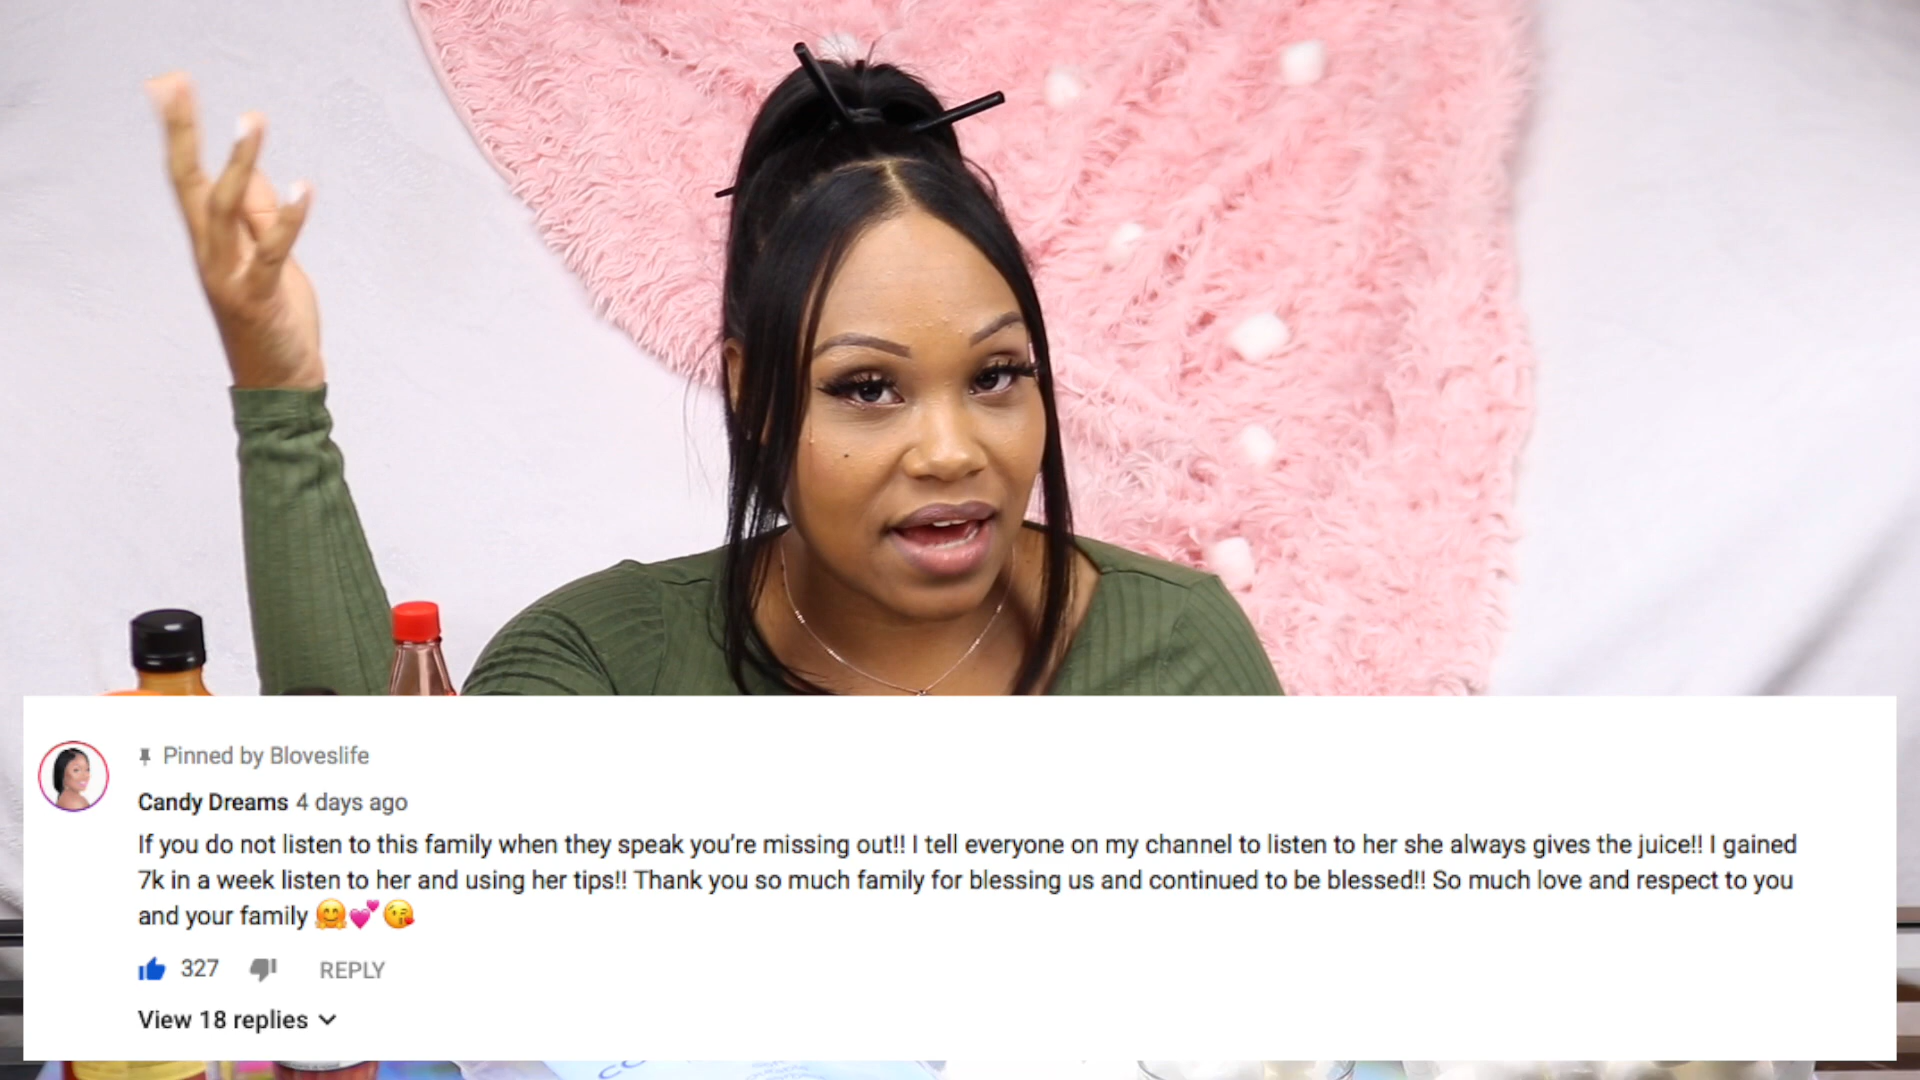 Pinned by Bloveslife
Candy Dreams 4 days ago
If you do not listen to this family when they speak you’re missing out!! I tell everyone on my channel to listen to her she always gives the juice!! I gained
7k in a week listen to her and using her tips!! Thank you so much family for blessing us and continued to be blessed!! So much love and respect to you
and your family 🤗💕😘
327 REPLY
View 18 replies